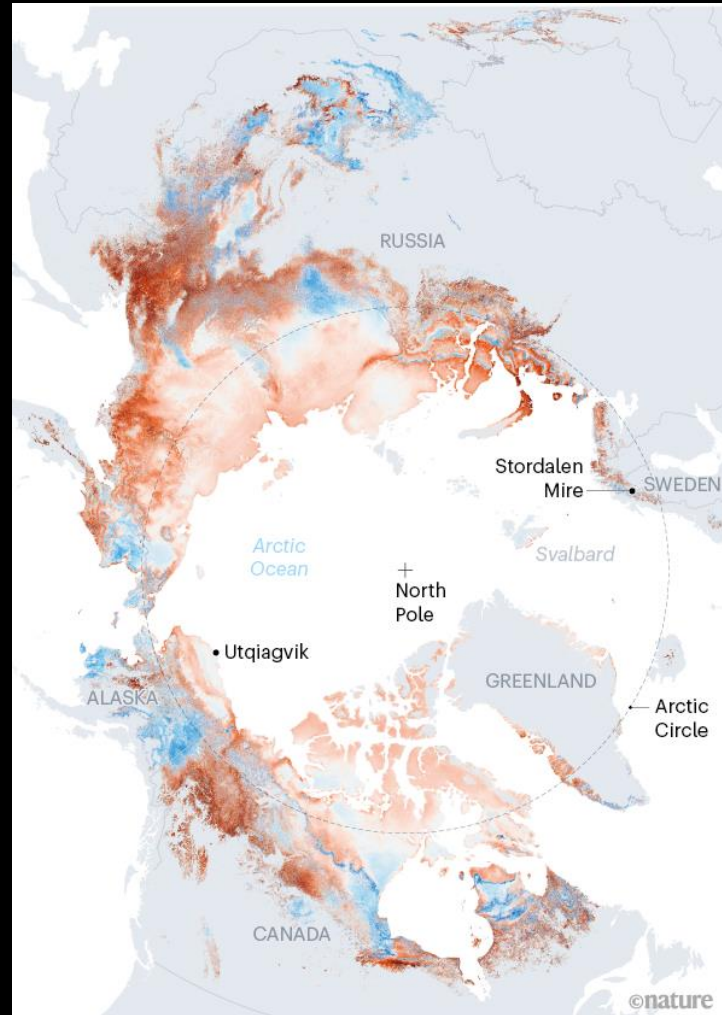 RUSSIA
Stordalen
Mire
SWEDEN
Arctic
Ocean
Svalbard
North
Pole
Utqiagvik
GREENLAND
ALASKA
Arctic
Circle
CANADA
©nature